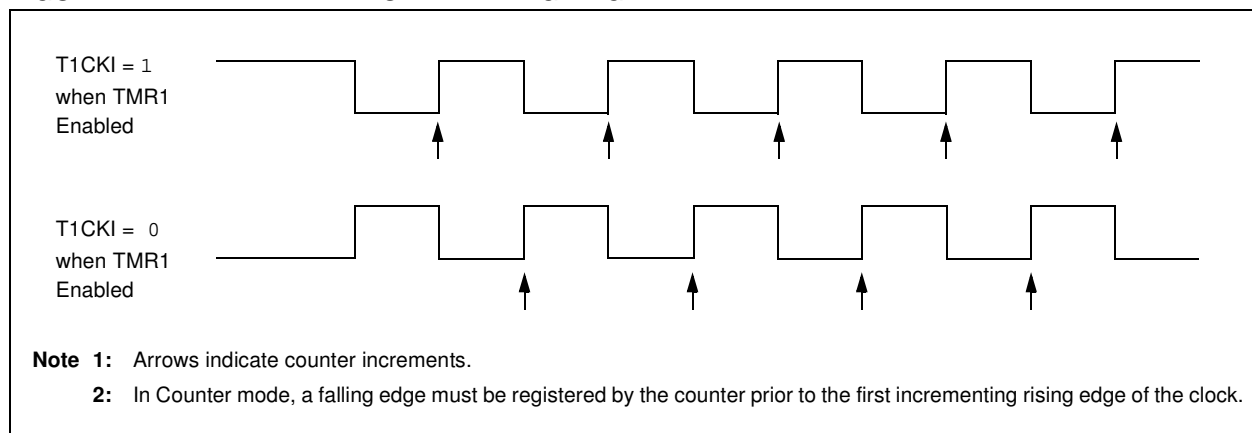 T1CKI = 1
when TMR1
Enabled
T1CKI = 0
when TMR1
Enabled
Note 1: Arrows indicate counter increments.
2: In Counter mode, a falling edge must be registered by the counter prior to the first incrementing rising edge of the clock.